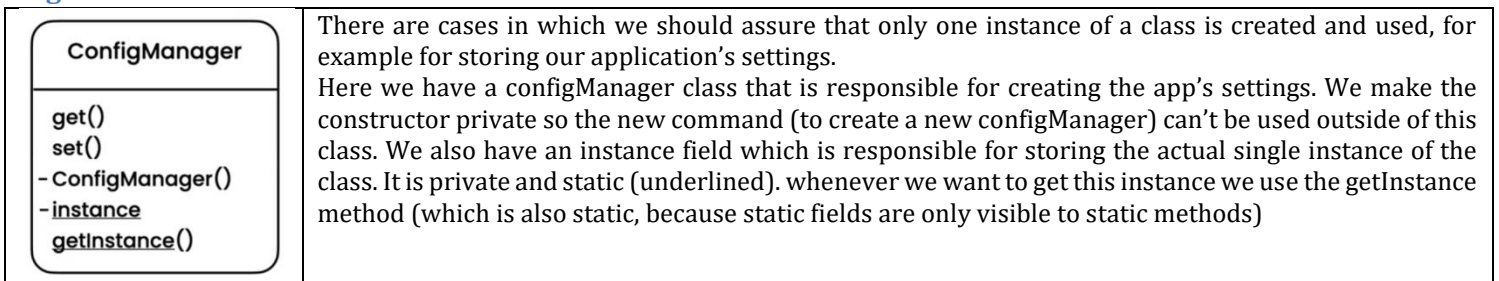 ConfigManager
get()
set()
- ConfigManager()
- instance
getInstance()
There are cases in which we should assure that only one instance of a class is created and used, for
example for storing our application’s settings.
Here we have a configManager class that is responsible for creating the app’s settings. We make the
constructor private so the new command (to create a new configManager) can’t be used outside of this
class. We also have an instance field which is responsible for storing the actual single instance of the
class. It is private and static (underlined). whenever we want to get this instance we use the getInstance
method (which is also static, because static fields are only visible to static methods)